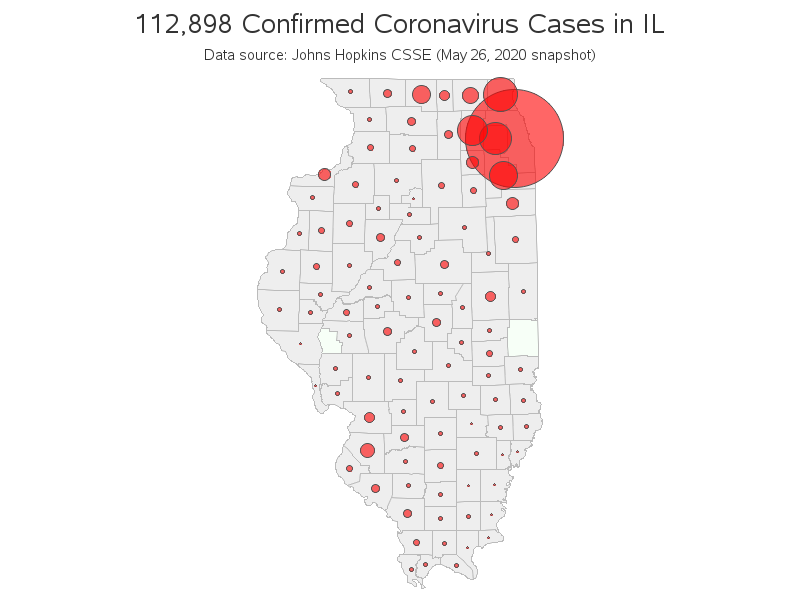 112,898 Confirmed Coronavirus Cases in IL
Data source: Johns Hopkins CSSE (May 26, 2020 snapshot)